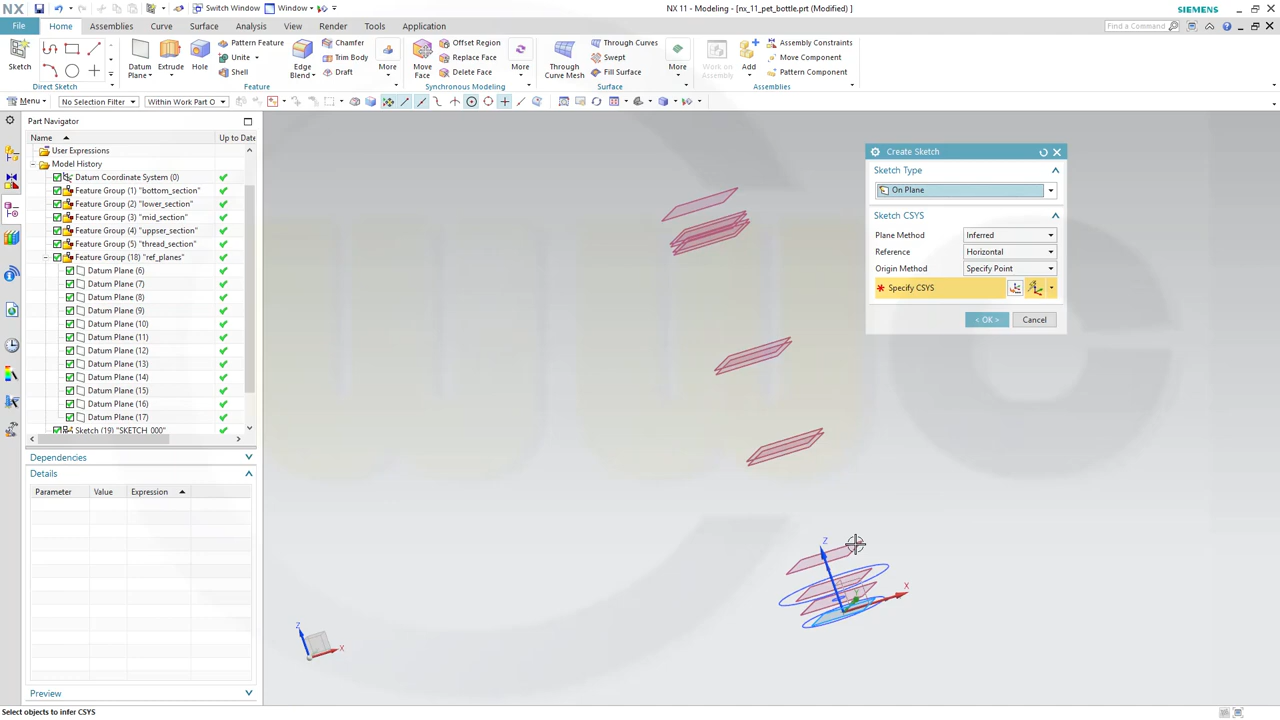 NX 11
Switch Window
Window
NX 11 - Modeling - [nx_11_pet_bottle.prt (Modified) ]
SIEMENS
File
Home
Assemblies
Curve
Surface
Analysis
View
Render
Tools
Application
Find a Command
Sketch
Direct Sketch
Datum Plane
Extrude
Hole
Pattern Feature
Unite
Shell
Edge Blend
Chamfer
Trim Body
Draft
More
Feature
Move Face
Offset Region
Replace Face
Delete Face
More
Synchronous Modeling
Through Curve Mesh
Through Curves
Swept
Fill Surface
More
Surface
Work on Assembly
Add
Assembly Constraints
Move Component
Pattern Component
Assemblies
Menu
No Selection Filter
Within Work Part O
Part Navigator
Name
Up to Date
User Expressions
Model History
Datum Coordinate System (0)
Feature Group (1) "bottom_section"
Feature Group (2) "lower_section"
Feature Group (3) "mid_section"
Feature Group (4) "uppser_section"
Feature Group (5) "thread_section"
Feature Group (18) "ref_planes"
Datum Plane (6)
Datum Plane (7)
Datum Plane (8)
Datum Plane (9)
Datum Plane (10)
Datum Plane (11)
Datum Plane (12)
Datum Plane (13)
Datum Plane (14)
Datum Plane (15)
Datum Plane (16)
Datum Plane (17)
Sketch (19) "SKETCH_000"
Dependencies
Details
Parameter
Value
Expression
Preview
Select objects to infer CSYS
Create Sketch
Sketch Type
On Plane
Sketch CSYS
Plane Method
Inferred
Reference
Horizontal
Origin Method
Specify Point
* Specify CSYS
< OK >
Cancel
Z
X
Y
Z
X